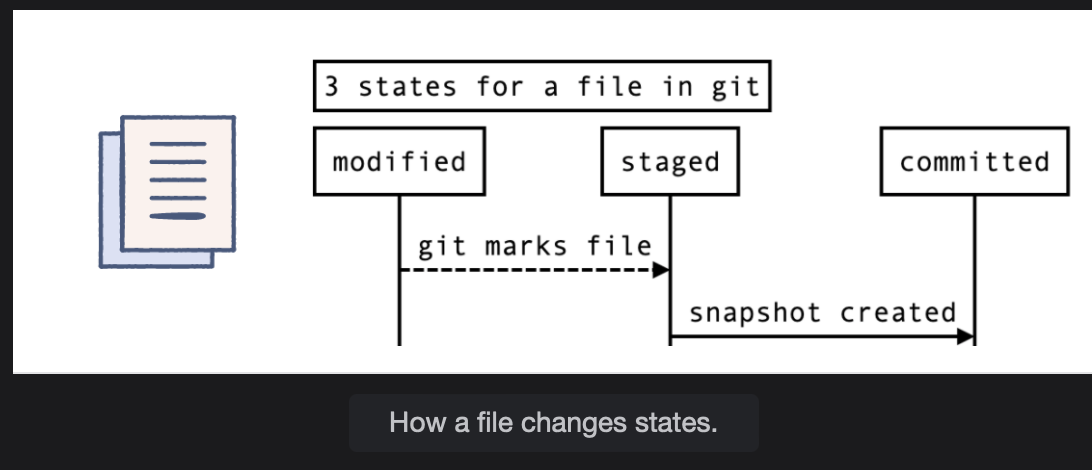 3 states for a file in git
modified
staged
committed
git marks file
snapshot created
How a file changes states.